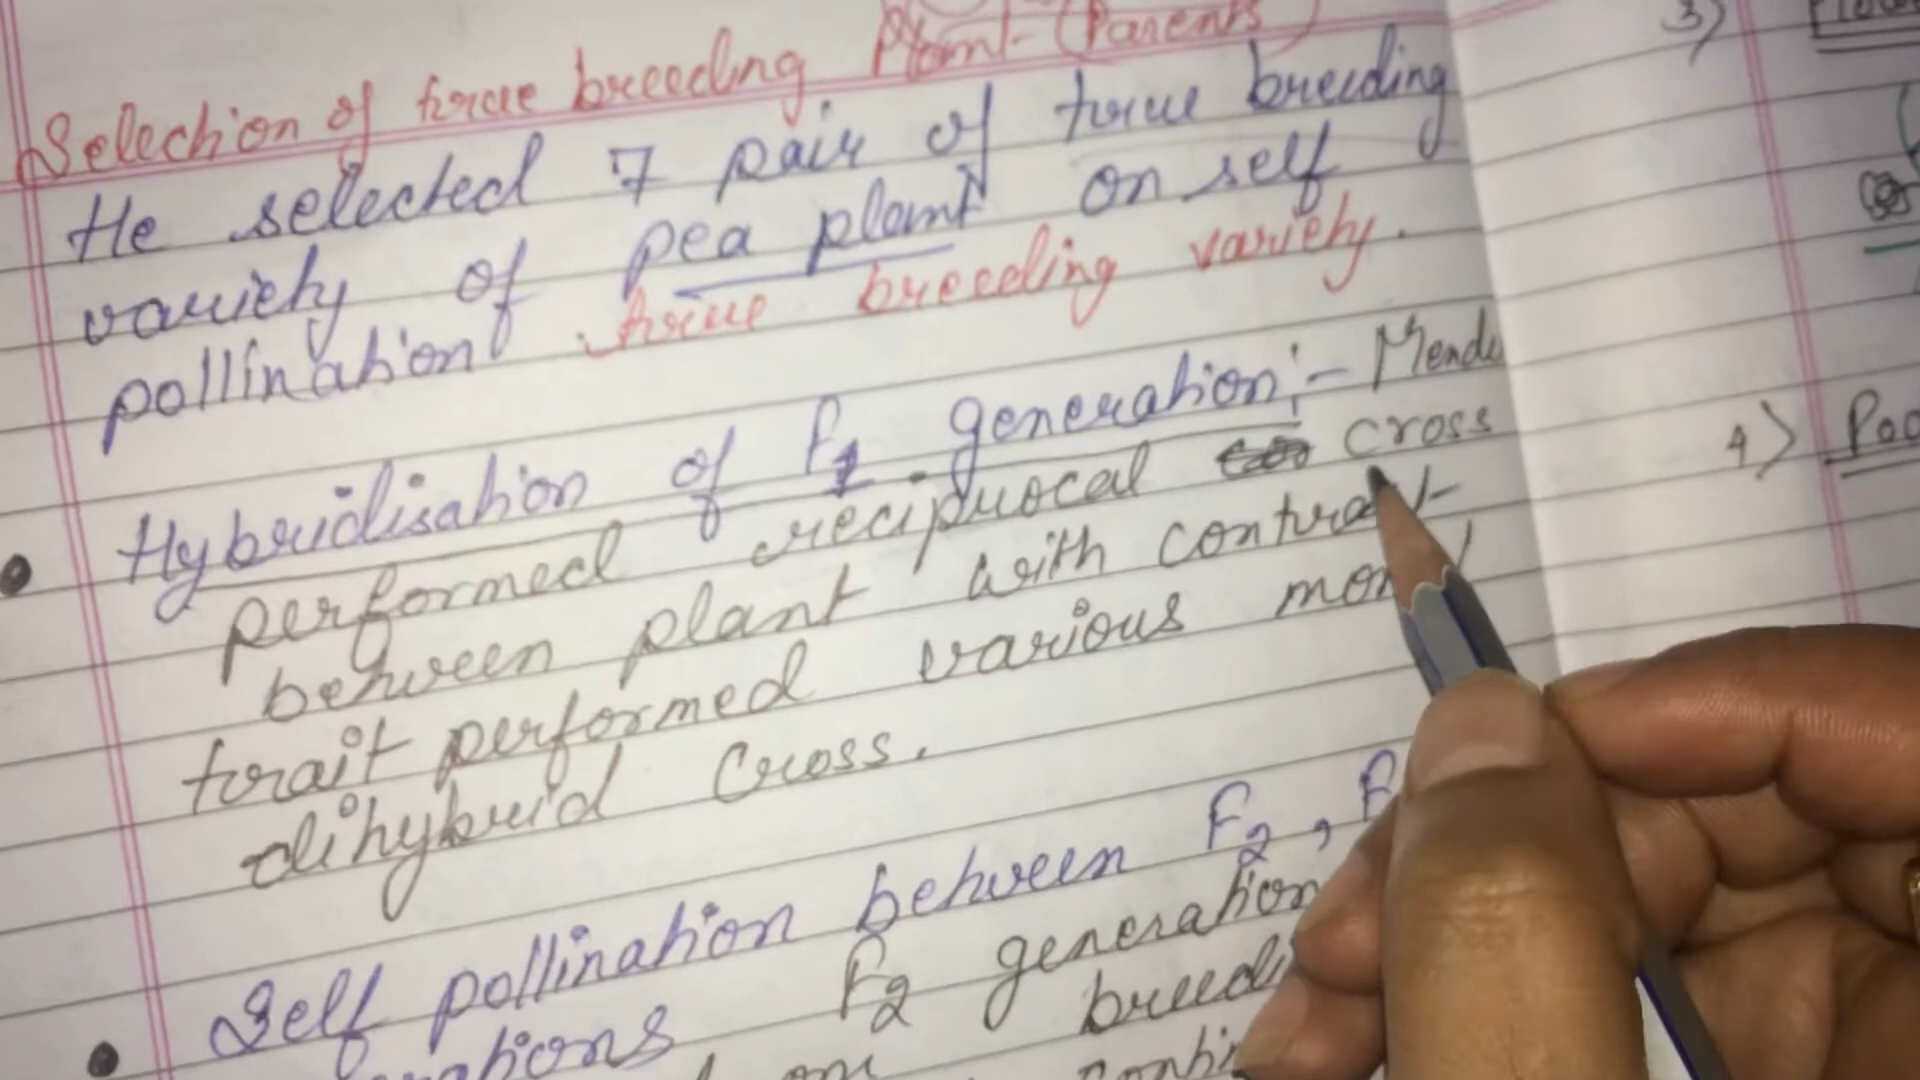 Selection of true breeding Plant (Parents)
He selected 7 pair of true breeding
variety of pea plant on self
pollination true breeding variety.
Hybridisation of F1 generation:- Mende
performed reciprocal cross
between plant with contrast
trait performed various mon
dihybrid Cross.
Self pollination between F2, F
F2 generation
3)
4)